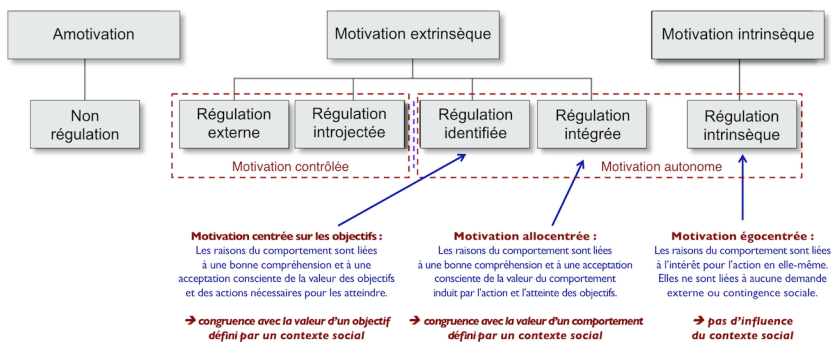 Amotivation
Motivation extrinsèque
Motivation intrinsèque
Non
régulation
Régulation
externe
Régulation
introjectée
Régulation
identifiée
Régulation
intégrée
Régulation
intrinsèque
Motivation contrôlée
Motivation autonome
Motivation centrée sur les objectifs :
Les raisons du comportement sont liées
à une bonne compréhension et à une
acceptation consciente de la valeur des objectifs
et des actions nécessaires pour les atteindre.
➔ congruence avec la valeur d'un objectif
défini par un contexte social
Motivation allocentrée :
Les raisons du comportement sont liées
à une bonne compréhension et à une acceptation
consciente de la valeur du comportement
induit par l'action et l'atteinte des objectifs.
➔ congruence avec la valeur d'un comportement
défini par un contexte social
Motivation égocentrée :
Les raisons du comportement sont liées
à l'intérêt pour l'action en elle-même.
Elles ne sont liées à aucune demande
externe ou contingence sociale.
➔ pas d'influence
du contexte social